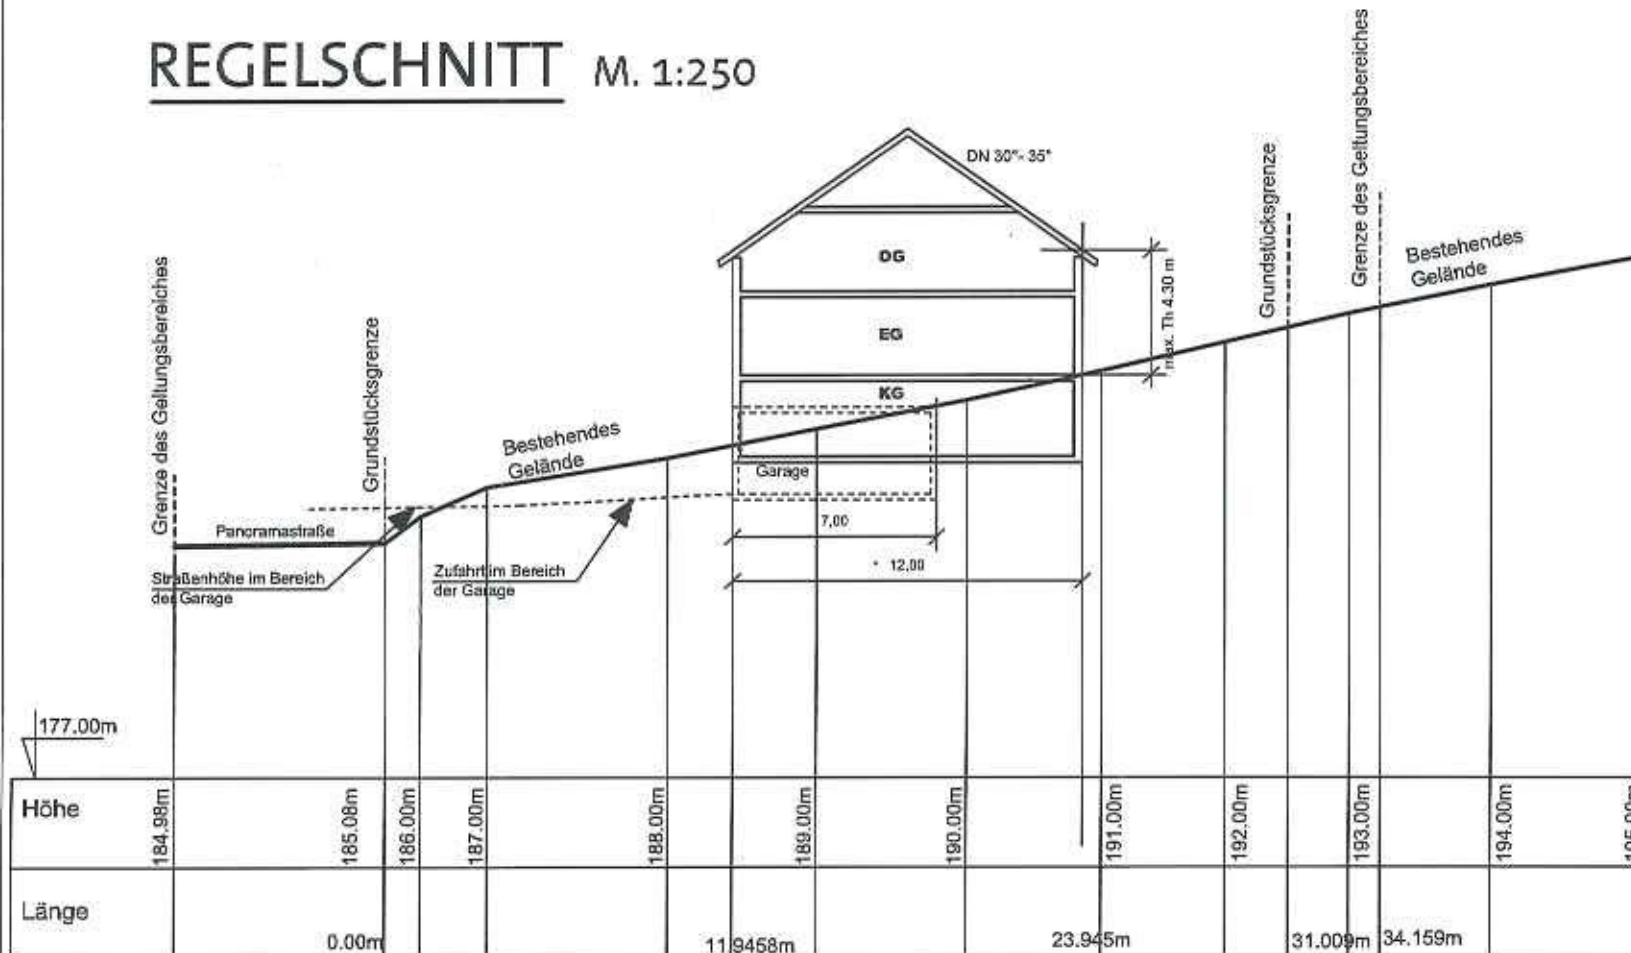 REGELSCHNITT M. 1:250
Grenze des Geltungsbereiches
Grundstücksgrenze
Panoramastraße
Straßenhöhe im Bereich
der Garage
Bestehendes
Gelände
Zufahrt im Bereich
der Garage
DN 30°- 35°
DG
EG
KG
Garage
7,00
12,00
max. Th 4.30 m
Grundstücksgrenze
Grenze des Geltungsbereiches
Bestehendes
Gelände
177.00m
Höhe
184.98m
185.08m
186.00m
187.00m
188.00m
189.00m
190.00m
191.00m
192.00m
193.00m
194.00m
Länge
0.00m
11.9458m
23.945m
31.009m
34.159m